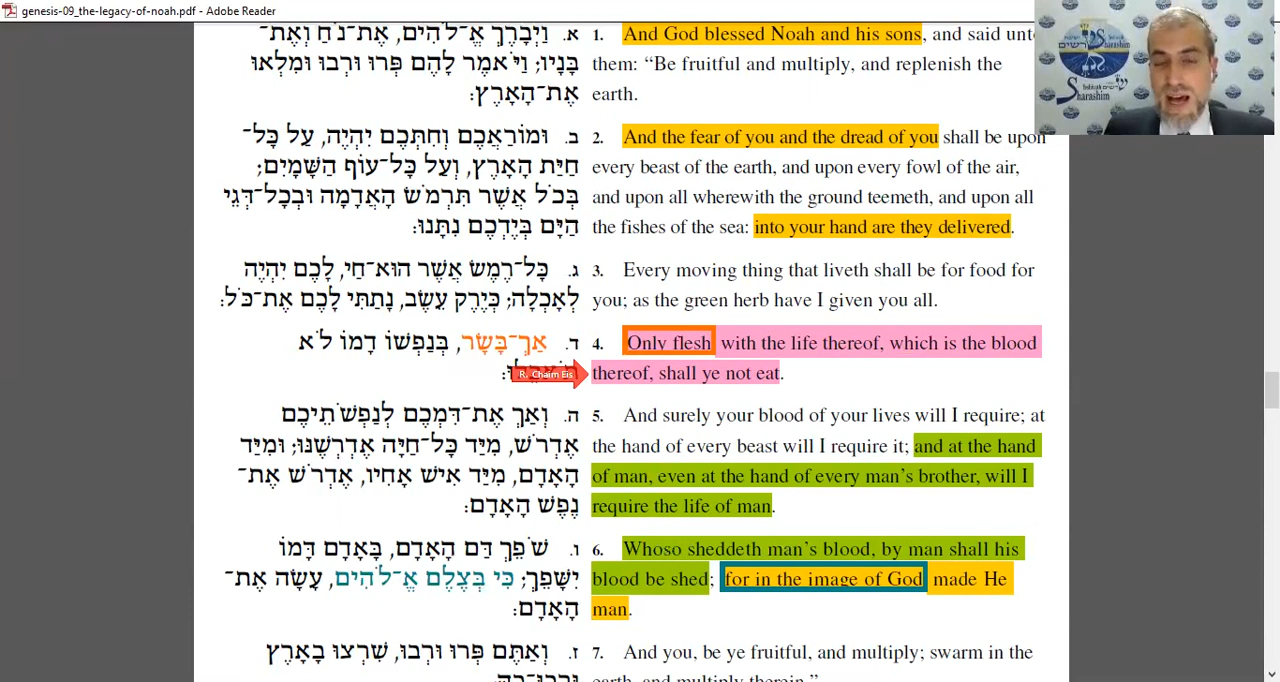 genesis-09_the-legacy-of-noah.pdf - Adobe Reader
א. וַיְבָרֶךְ אֱ־לֹהִים, אֶת־נֹחַ וְאֶת־
בָּנָיו; וַיֹּאמֶר לָהֶם פְּרוּ וּרְבוּ וּמִלְאוּ
אֶת־הָאָרֶץ:
1. And God blessed Noah and his sons, and said unto
them: “Be fruitful and multiply, and replenish the
earth.
ב. וּמוֹרַאֲכֶם וְחִתְּכֶם יִהְיֶה, עַל כָּל־
חַיַּת הָאָרֶץ, וְעַל כָּל־עוֹף הַשָּׁמָיִם;
בְּכֹל אֲשֶׁר תִּרְמֹשׂ הָאֲדָמָה וּבְכָל־דְּגֵי
הַיָּם בְּיֶדְכֶם נִתָּנוּ:
2. And the fear of you and the dread of you shall be upon
every beast of the earth, and upon every fowl of the air,
and upon all wherewith the ground teemeth, and upon all
the fishes of the sea: into your hand are they delivered.
ג. כָּל־רֶמֶשׂ אֲשֶׁר הוּא־חַי, לָכֶם יִהְיֶה
לְאָכְלָה; כְּיֶרֶק עֵשֶׂב, נָתַתִּי לָכֶם אֶת־כֹּל:
3. Every moving thing that liveth shall be for food for
you; as the green herb have I given you all.
ד. אַךְ־בָּשָׂר, בְּנַפְשׁוֹ דָמוֹ לֹא
R. Chaim Eis
4. Only flesh with the life thereof, which is the blood
thereof, shall ye not eat.
ה. וְאַךְ אֶת־דִּמְכֶם לְנַפְשֹׁתֵיכֶם
אֶדְרֹשׁ, מִיַּד כָּל־חַיָּה אֶדְרְשֶׁנּוּ; וּמִיַּד
הָאָדָם, מִיַּד אִישׁ אָחִיו, אֶדְרֹשׁ אֶת־
נֶפֶשׁ הָאָדָם:
5. And surely your blood of your lives will I require; at
the hand of every beast will I require it; and at the hand
of man, even at the hand of every man’s brother, will I
require the life of man.
ו. שֹׁפֵךְ דַּם הָאָדָם, בָּאָדָם דָּמוֹ
יִשָּׁפֵךְ; כִּי בְּצֶלֶם אֱ־לֹהִים, עָשָׂה אֶת־
הָאָדָם:
6. Whoso sheddeth man’s blood, by man shall his
blood be shed; for in the image of God made He
man.
ז. וְאַתֶּם פְּרוּ וּרְבוּ, שִׁרְצוּ בָאָרֶץ
7. And you, be ye fruitful, and multiply; swarm in the
earth, and multiply therein.”
Yeshivath שרשים
Sharashim